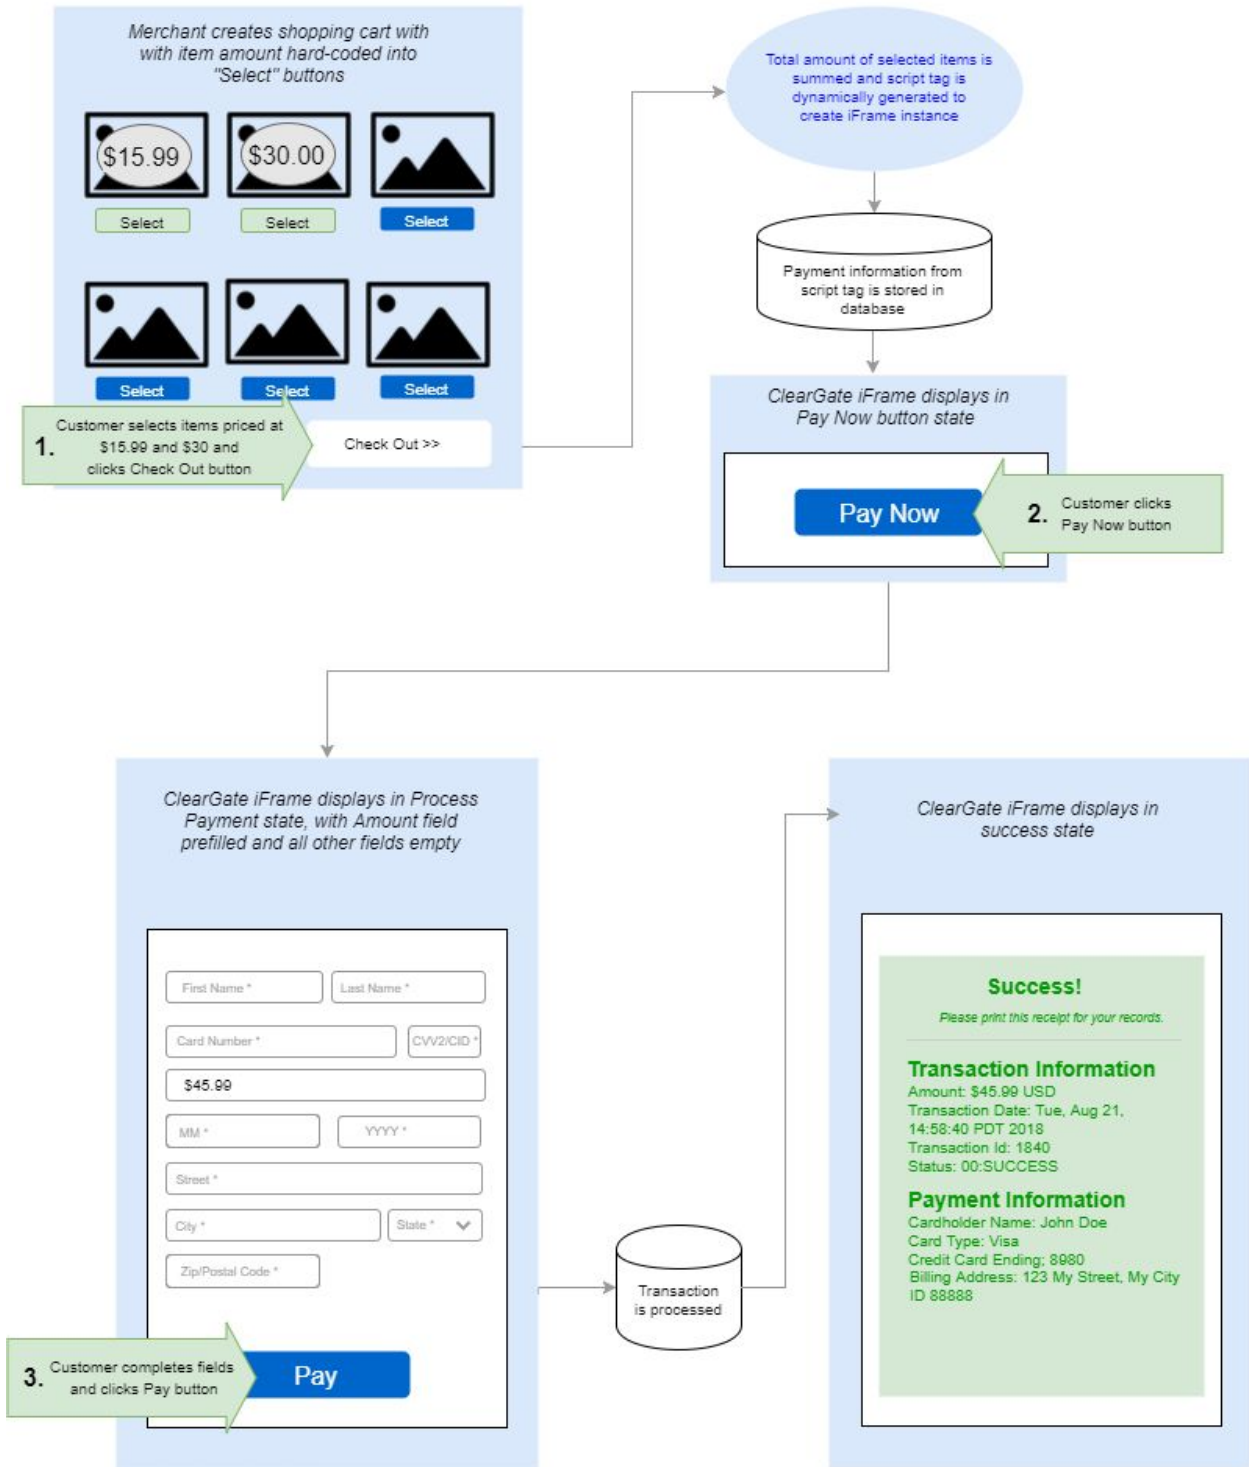 Merchant creates shopping cart with
with item amount hard-coded into
"Select" buttons
$15.99
$30.00
Select
Select
Select
Select
Select
Select
1.
Customer selects items priced at
$15.99 and $30 and
clicks Check Out button
Check Out >>
Total amount of selected items is
summed and script tag is
dynamically generated to
create iFrame instance
Payment information from
script tag is stored in
database
ClearGate iFrame displays in
Pay Now button state
Pay Now
2.
Customer clicks
Pay Now button
ClearGate iFrame displays in Process
Payment state, with Amount field
prefilled and all other fields empty
First Name *
Last Name *
Card Number *
CVV2/CID *
$45.99
MM *
YYYY *
Street *
City *
State *
Zip/Postal Code *
3.
Customer completes fields
and clicks Pay button
Pay
Transaction
is processed
ClearGate iFrame displays in
success state
Success!
Please print this receipt for your records.
Transaction Information
Amount: $45.99 USD
Transaction Date: Tue, Aug 21,
14:58:40 PDT 2018
Transaction Id: 1840
Status: 00:SUCCESS
Payment Information
Cardholder Name: John Doe
Card Type: Visa
Credit Card Ending; 8980
Billing Address: 123 My Street, My City
ID 88888